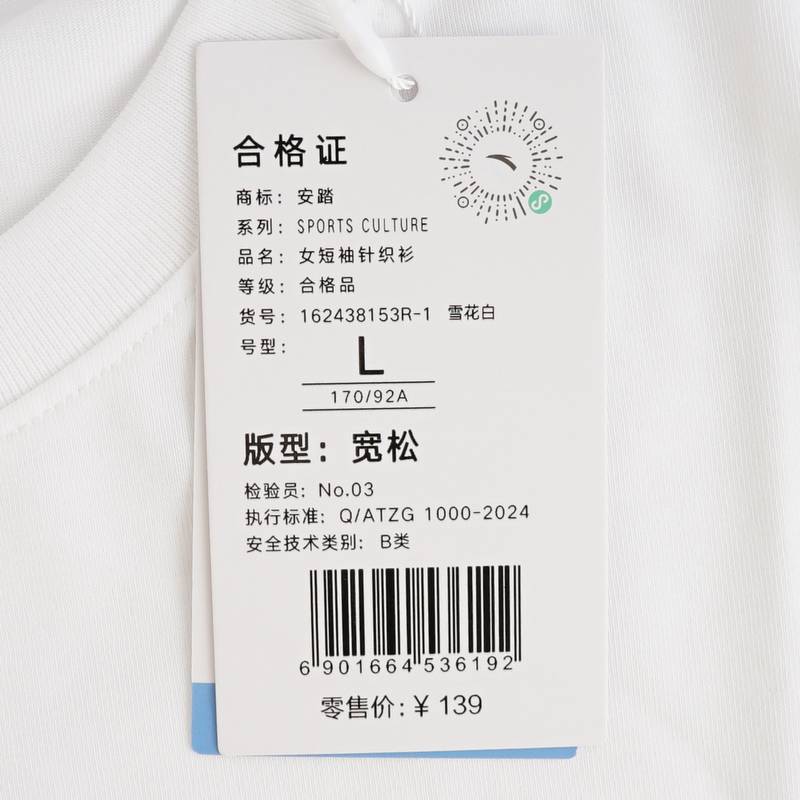 合格证
商标: 安踏
系列: SPORTS CULTURE
品名: 女短袖针织衫
等级: 合格品
货号: 162438153R-1 雪花白
号型: L
170/92A
版型: 宽松
检验员: No.03
执行标准: Q/ATZG 1000-2024
安全技术类别: B类
6 901664 536192
零售价: ¥ 139